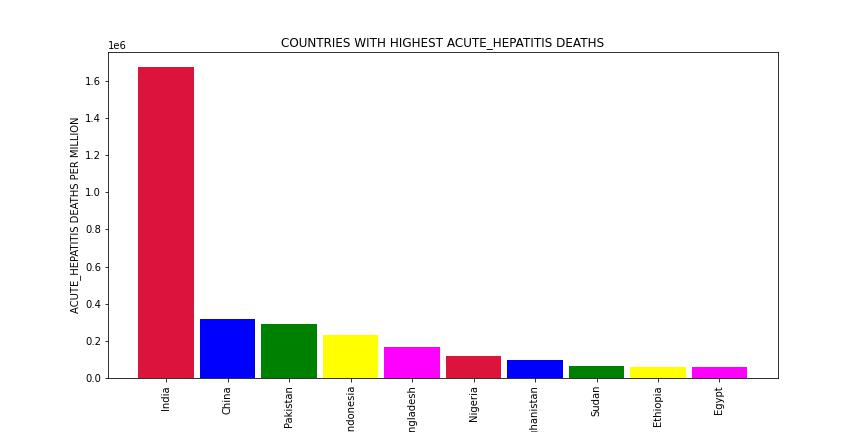 COUNTRIES WITH HIGHEST ACUTE_HEPATITIS DEATHS
1e6
ACUTE_HEPATITIS DEATHS PER MILLION
1.6
1.4
1.2
1.0
0.8
0.6
0.4
0.2
0.0
India
China
Pakistan
ndonesia
ngladesh
Nigeria
hanistan
Sudan
Ethiopia
Egypt